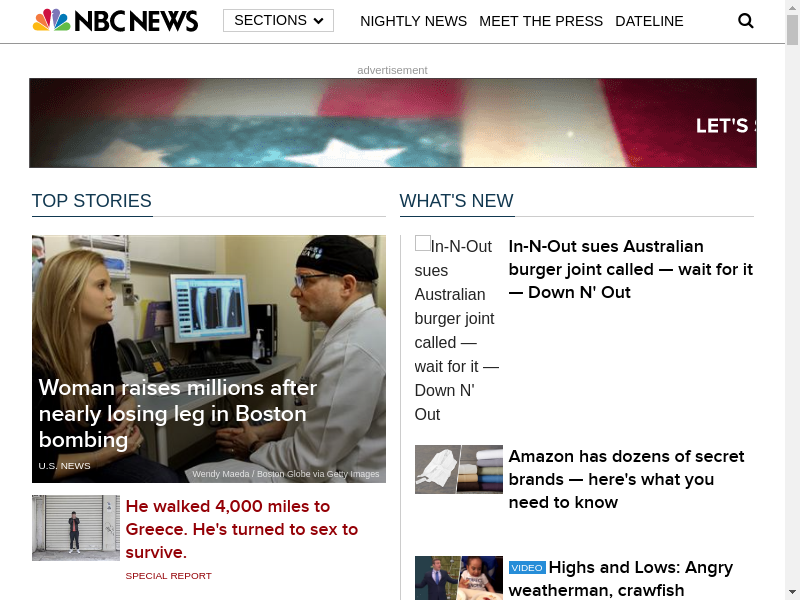 NBC NEWS
SECTIONS
NIGHTLY NEWS MEET THE PRESS DATELINE
advertisement
LET'S
TOP STORIES
Woman raises millions after
nearly losing leg in Boston
bombing
U.S. NEWS
Wendy Maeda / Boston Globe via Getty Images
He walked 4,000 miles to
Greece. He's turned to sex to
survive.
SPECIAL REPORT
WHAT'S NEW
In-N-Out
sues
Australian
burger joint
called —
wait for it —
Down N'
Out
In-N-Out sues Australian
burger joint called — wait for it
— Down N' Out
Amazon has dozens of secret
brands — here's what you
need to know
VIDEO Highs and Lows: Angry
weatherman, crawfish